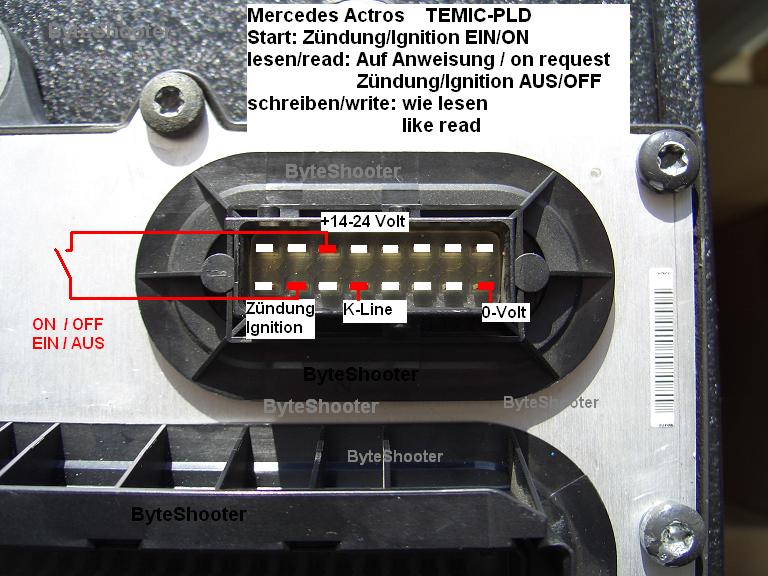 Mercedes Actros TEMIC-PLD
Start: Zündung/Ignition EIN/ON
lesen/read: Auf Anweisung / on request
Zündung/Ignition AUS/OFF
schreiben/write: wie lesen
like read
ByteShooter
ByteShooter
+14-24 Volt
Zündung
Ignition
K-Line
0-Volt
ON / OFF
EIN / AUS
ByteShooter
ByteShooter
ByteShooter
ByteShooter
ByteShooter